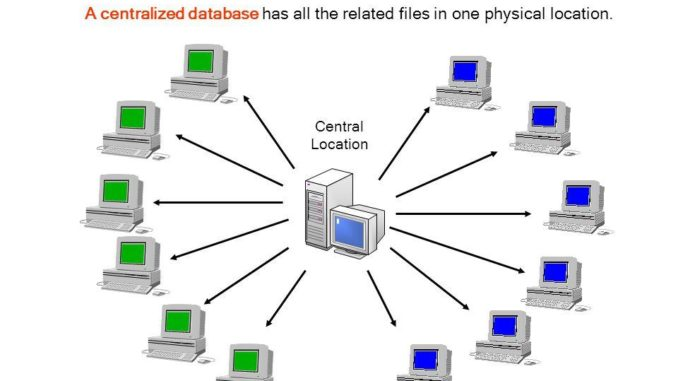 A centralized database has all the related files in one physical location.
Central
Location